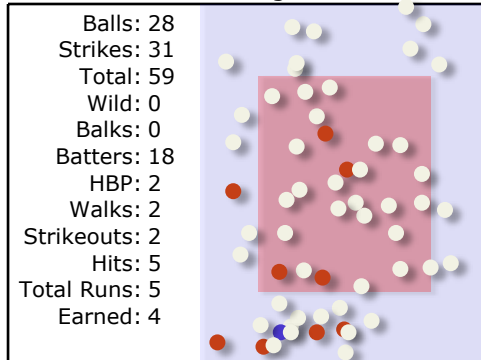 Balls: 28
Strikes: 31
Total: 59
Wild: 0
Balks: 0
Batters: 18
HBP: 2
Walks: 2
Strikeouts: 2
Hits: 5
Total Runs: 5
Earned: 4